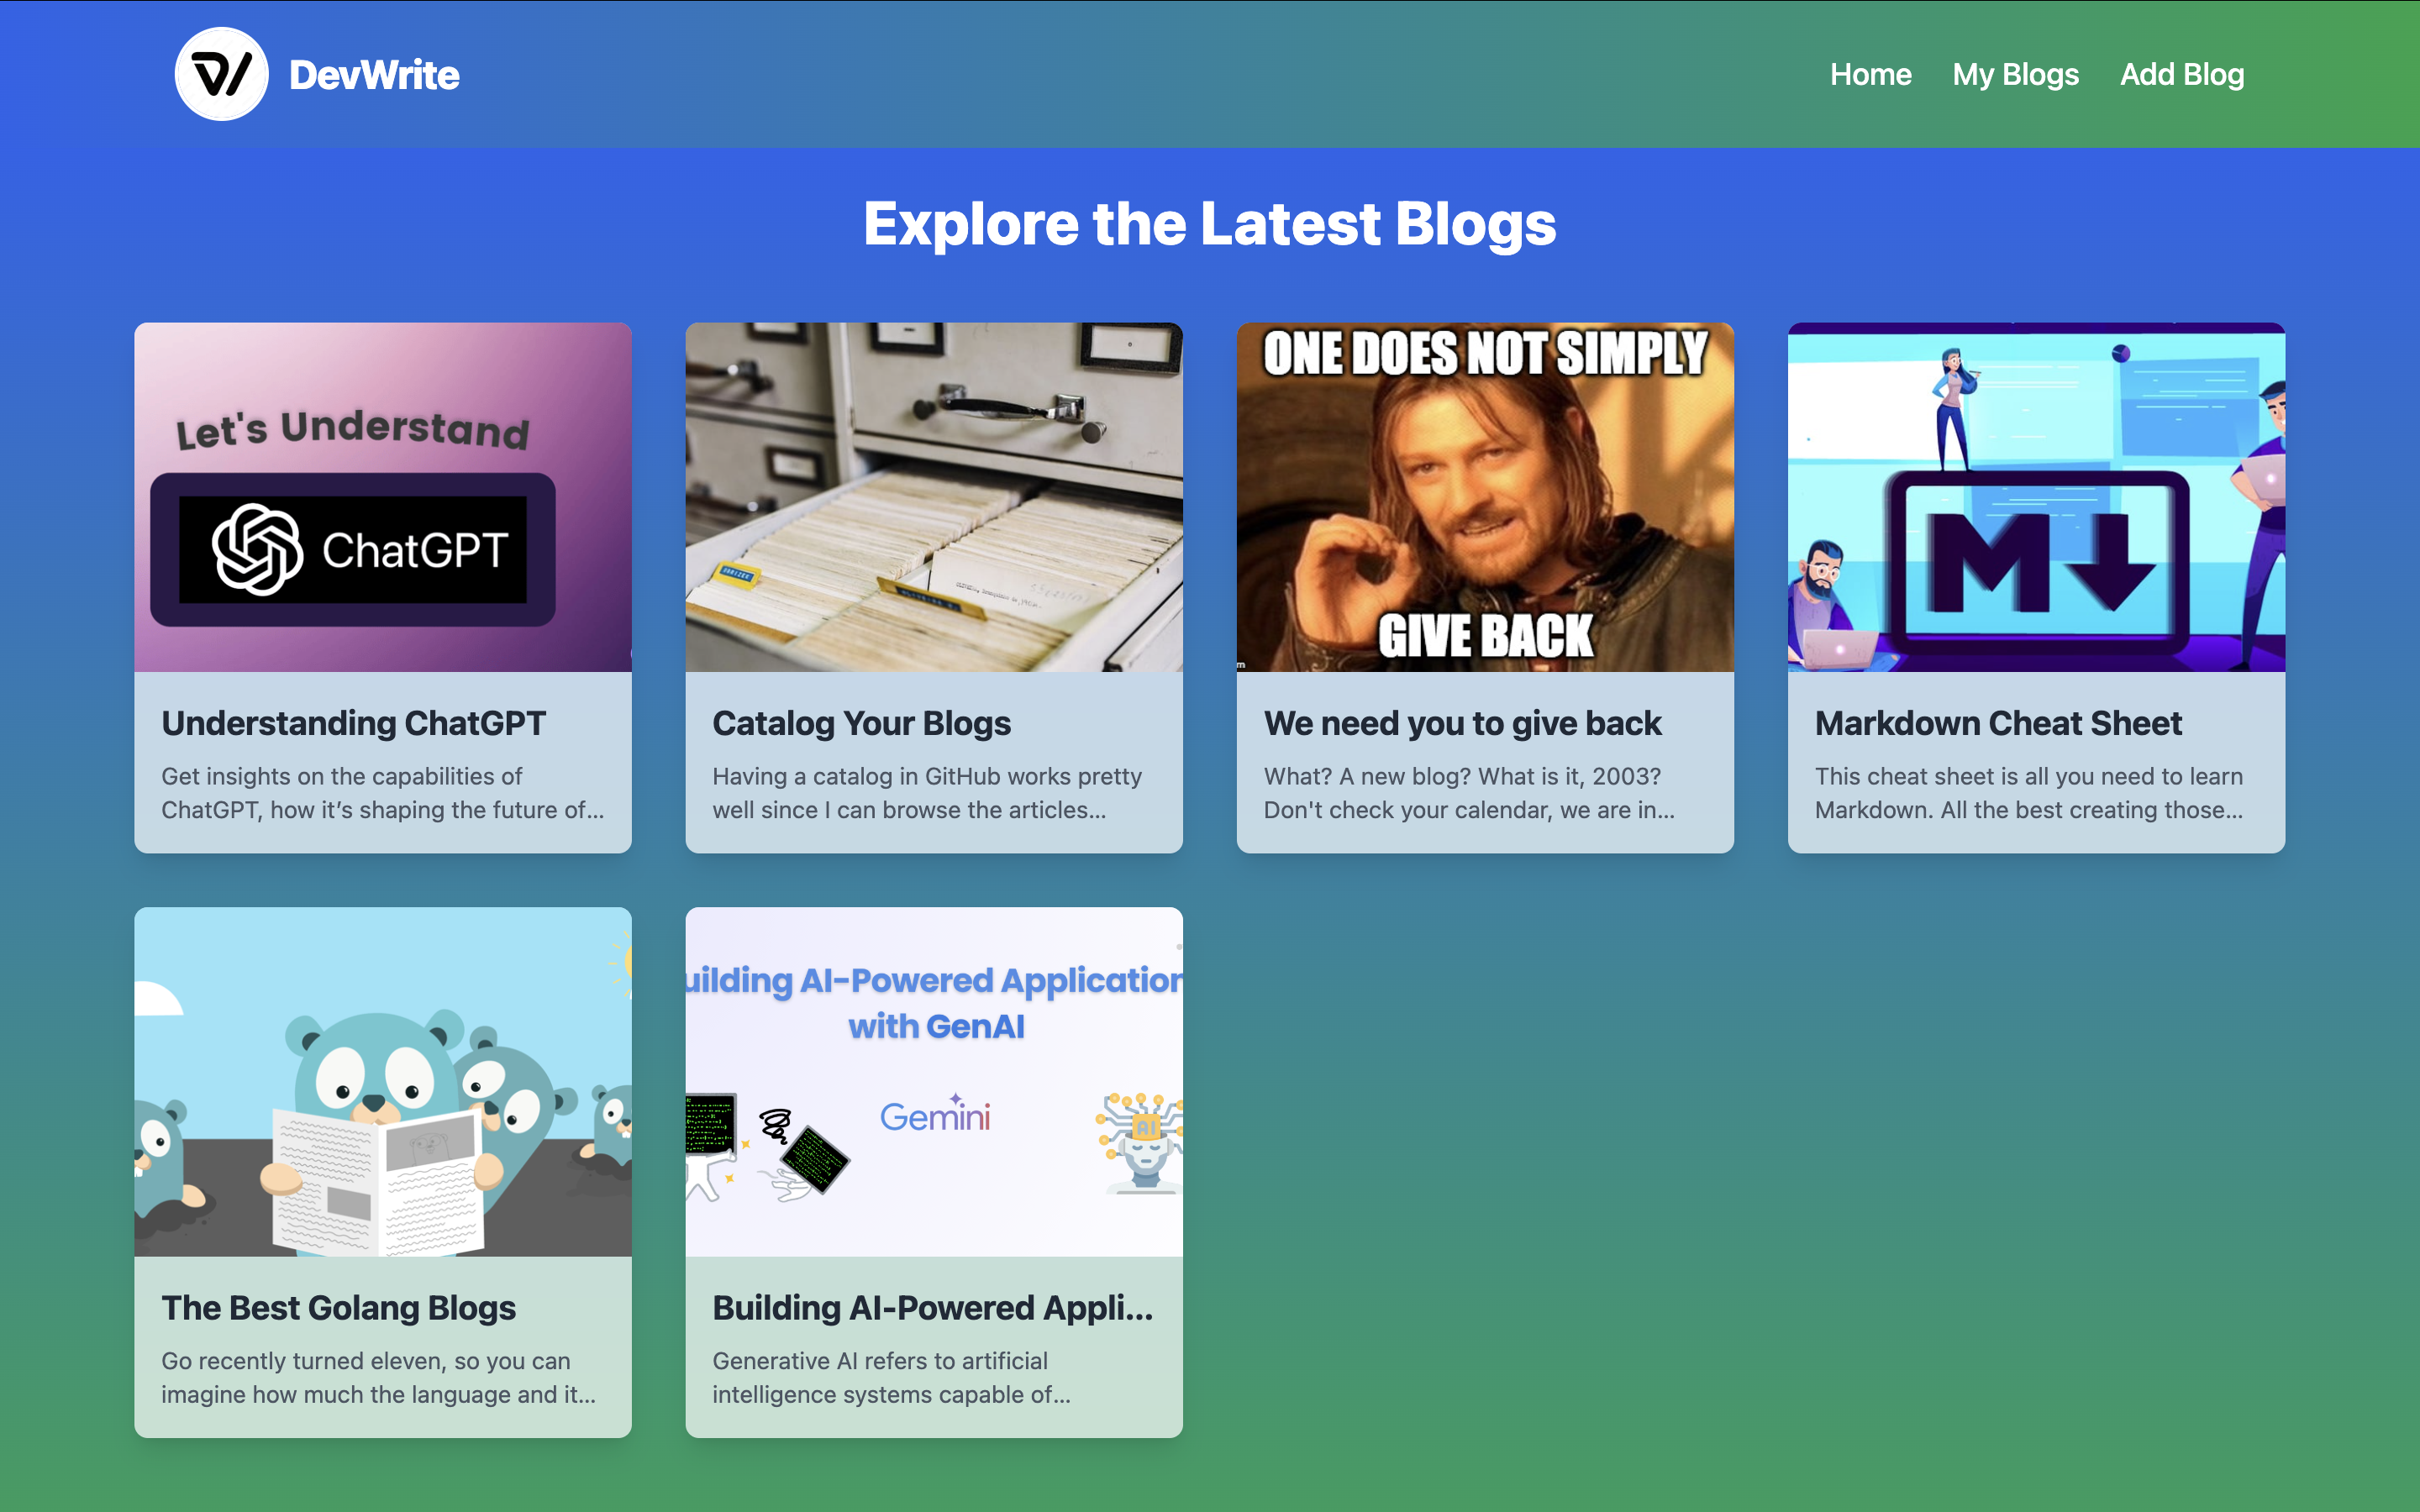 DevWrite
Home
My Blogs
Add Blog
Explore the Latest Blogs
Let's Understand
ChatGPT
Understanding ChatGPT
Get insights on the capabilities of
ChatGPT, how it’s shaping the future of...
Catalog Your Blogs
Having a catalog in GitHub works pretty
well since I can browse the articles...
ONE DOES NOT SIMPLY
GIVE BACK
We need you to give back
What? A new blog? What is it, 2003?
Don't check your calendar, we are in...
M
Markdown Cheat Sheet
This cheat sheet is all you need to learn
Markdown. All the best creating those...
The Best Golang Blogs
Go recently turned eleven, so you can
imagine how much the language and it...
uilding AI-Powered Application
with GenAI
Gemini
AI
Building AI-Powered Appli...
Generative AI refers to artificial
intelligence systems capable of...